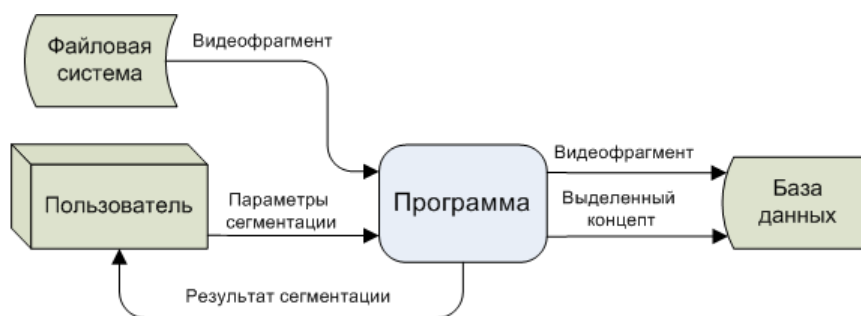 Файловая
система
Видеофрагмент
Пользователь
Параметры
сегментации
Программа
Видеофрагмент
Выделенный
концепт
База
данных
Результат сегментации